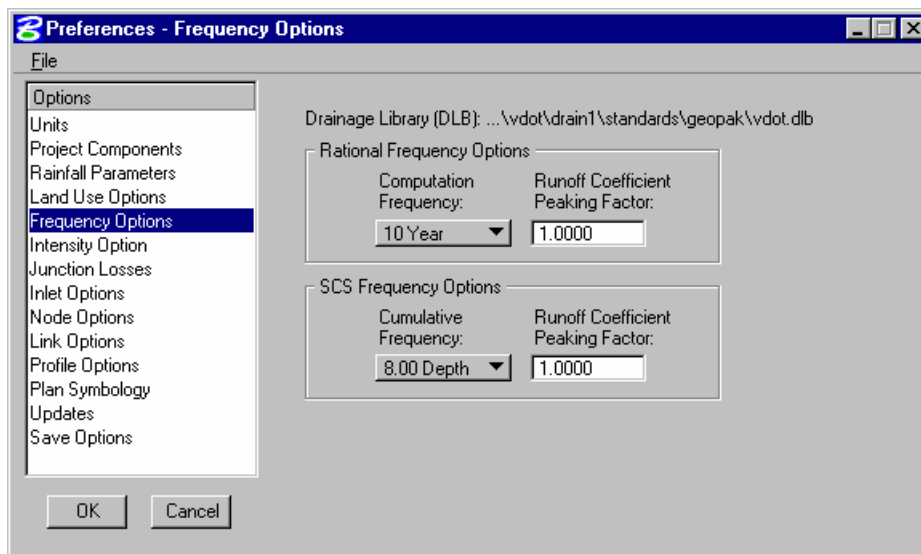 Preferences - Frequency Options
File
Options
Units
Project Components
Rainfall Parameters
Land Use Options
Frequency Options
Intensity Option
Junction Losses
Inlet Options
Node Options
Link Options
Profile Options
Plan Symbology
Updates
Save Options
OK
Cancel
Drainage Library (DLB): ...\vdot\drain1\standards\geopak\vdot.dlb
Rational Frequency Options
Computation
Frequency:
10 Year
Runoff Coefficient
Peaking Factor:
1.0000
SCS Frequency Options
Cumulative
Frequency:
8.00 Depth
Runoff Coefficient
Peaking Factor:
1.0000